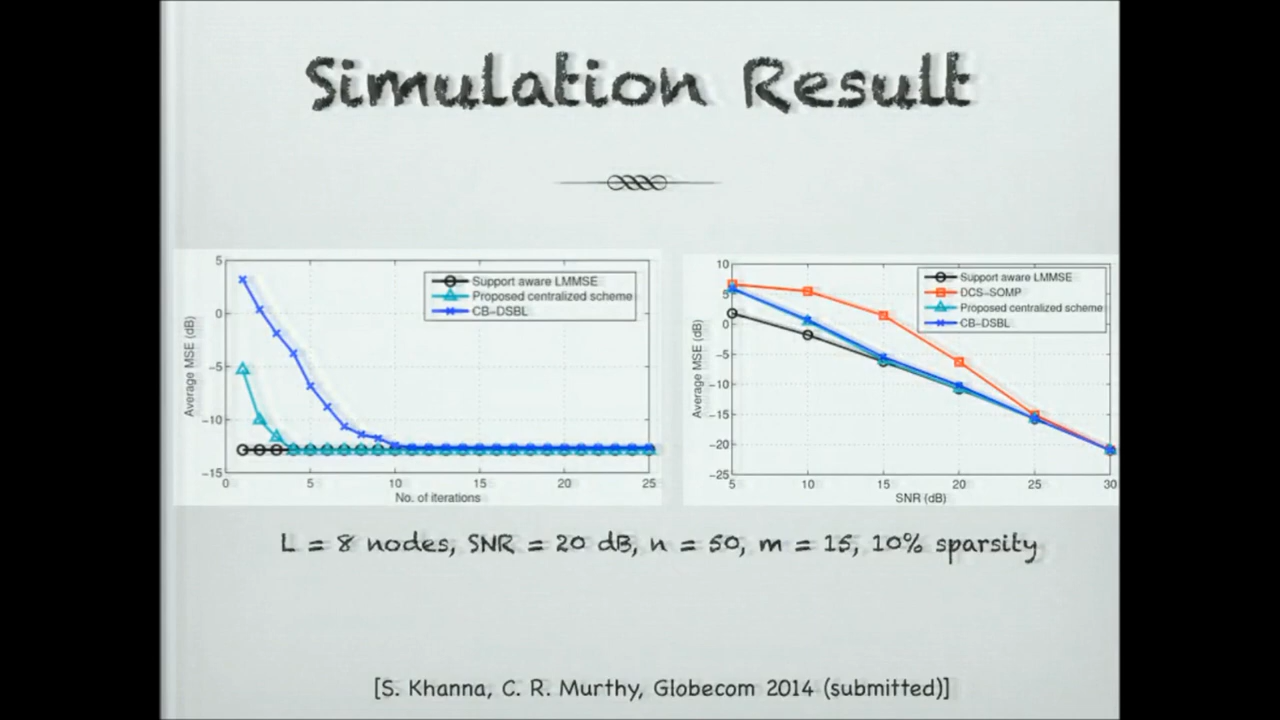 Simulation Result
5
0
−5
−10
−15
0
5
10
15
20
25
Average MSE (dB)
No. of iterations
Support aware LMMSE
Proposed centralized scheme
CB−DSBL
10
5
0
−5
−10
−15
−20
−25
5
10
15
20
25
30
Average MSE (dB)
SNR (dB)
Support aware LMMSE
DCS−SOMP
Proposed centralized scheme
CB−DSBL
L = 8 nodes, SNR = 20 dB, n = 50, m = 15, 10% sparsity
[S. Khanna, C. R. Murthy, Globecom 2014 (submitted)]